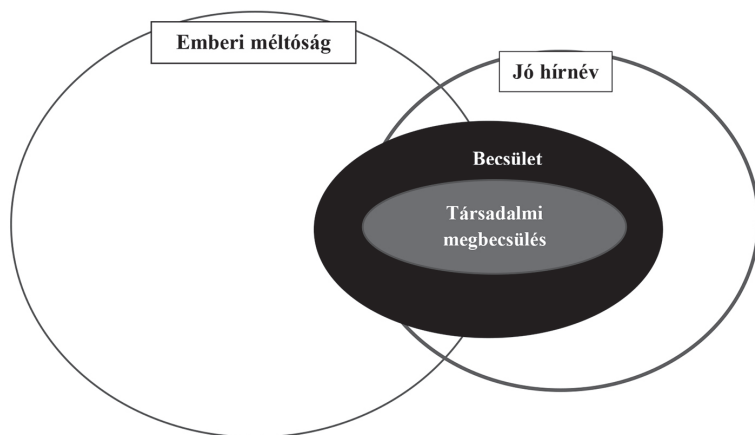 Emberi méltóság
Jó hírnév
Becsület
Társadalmi
megbecsülés